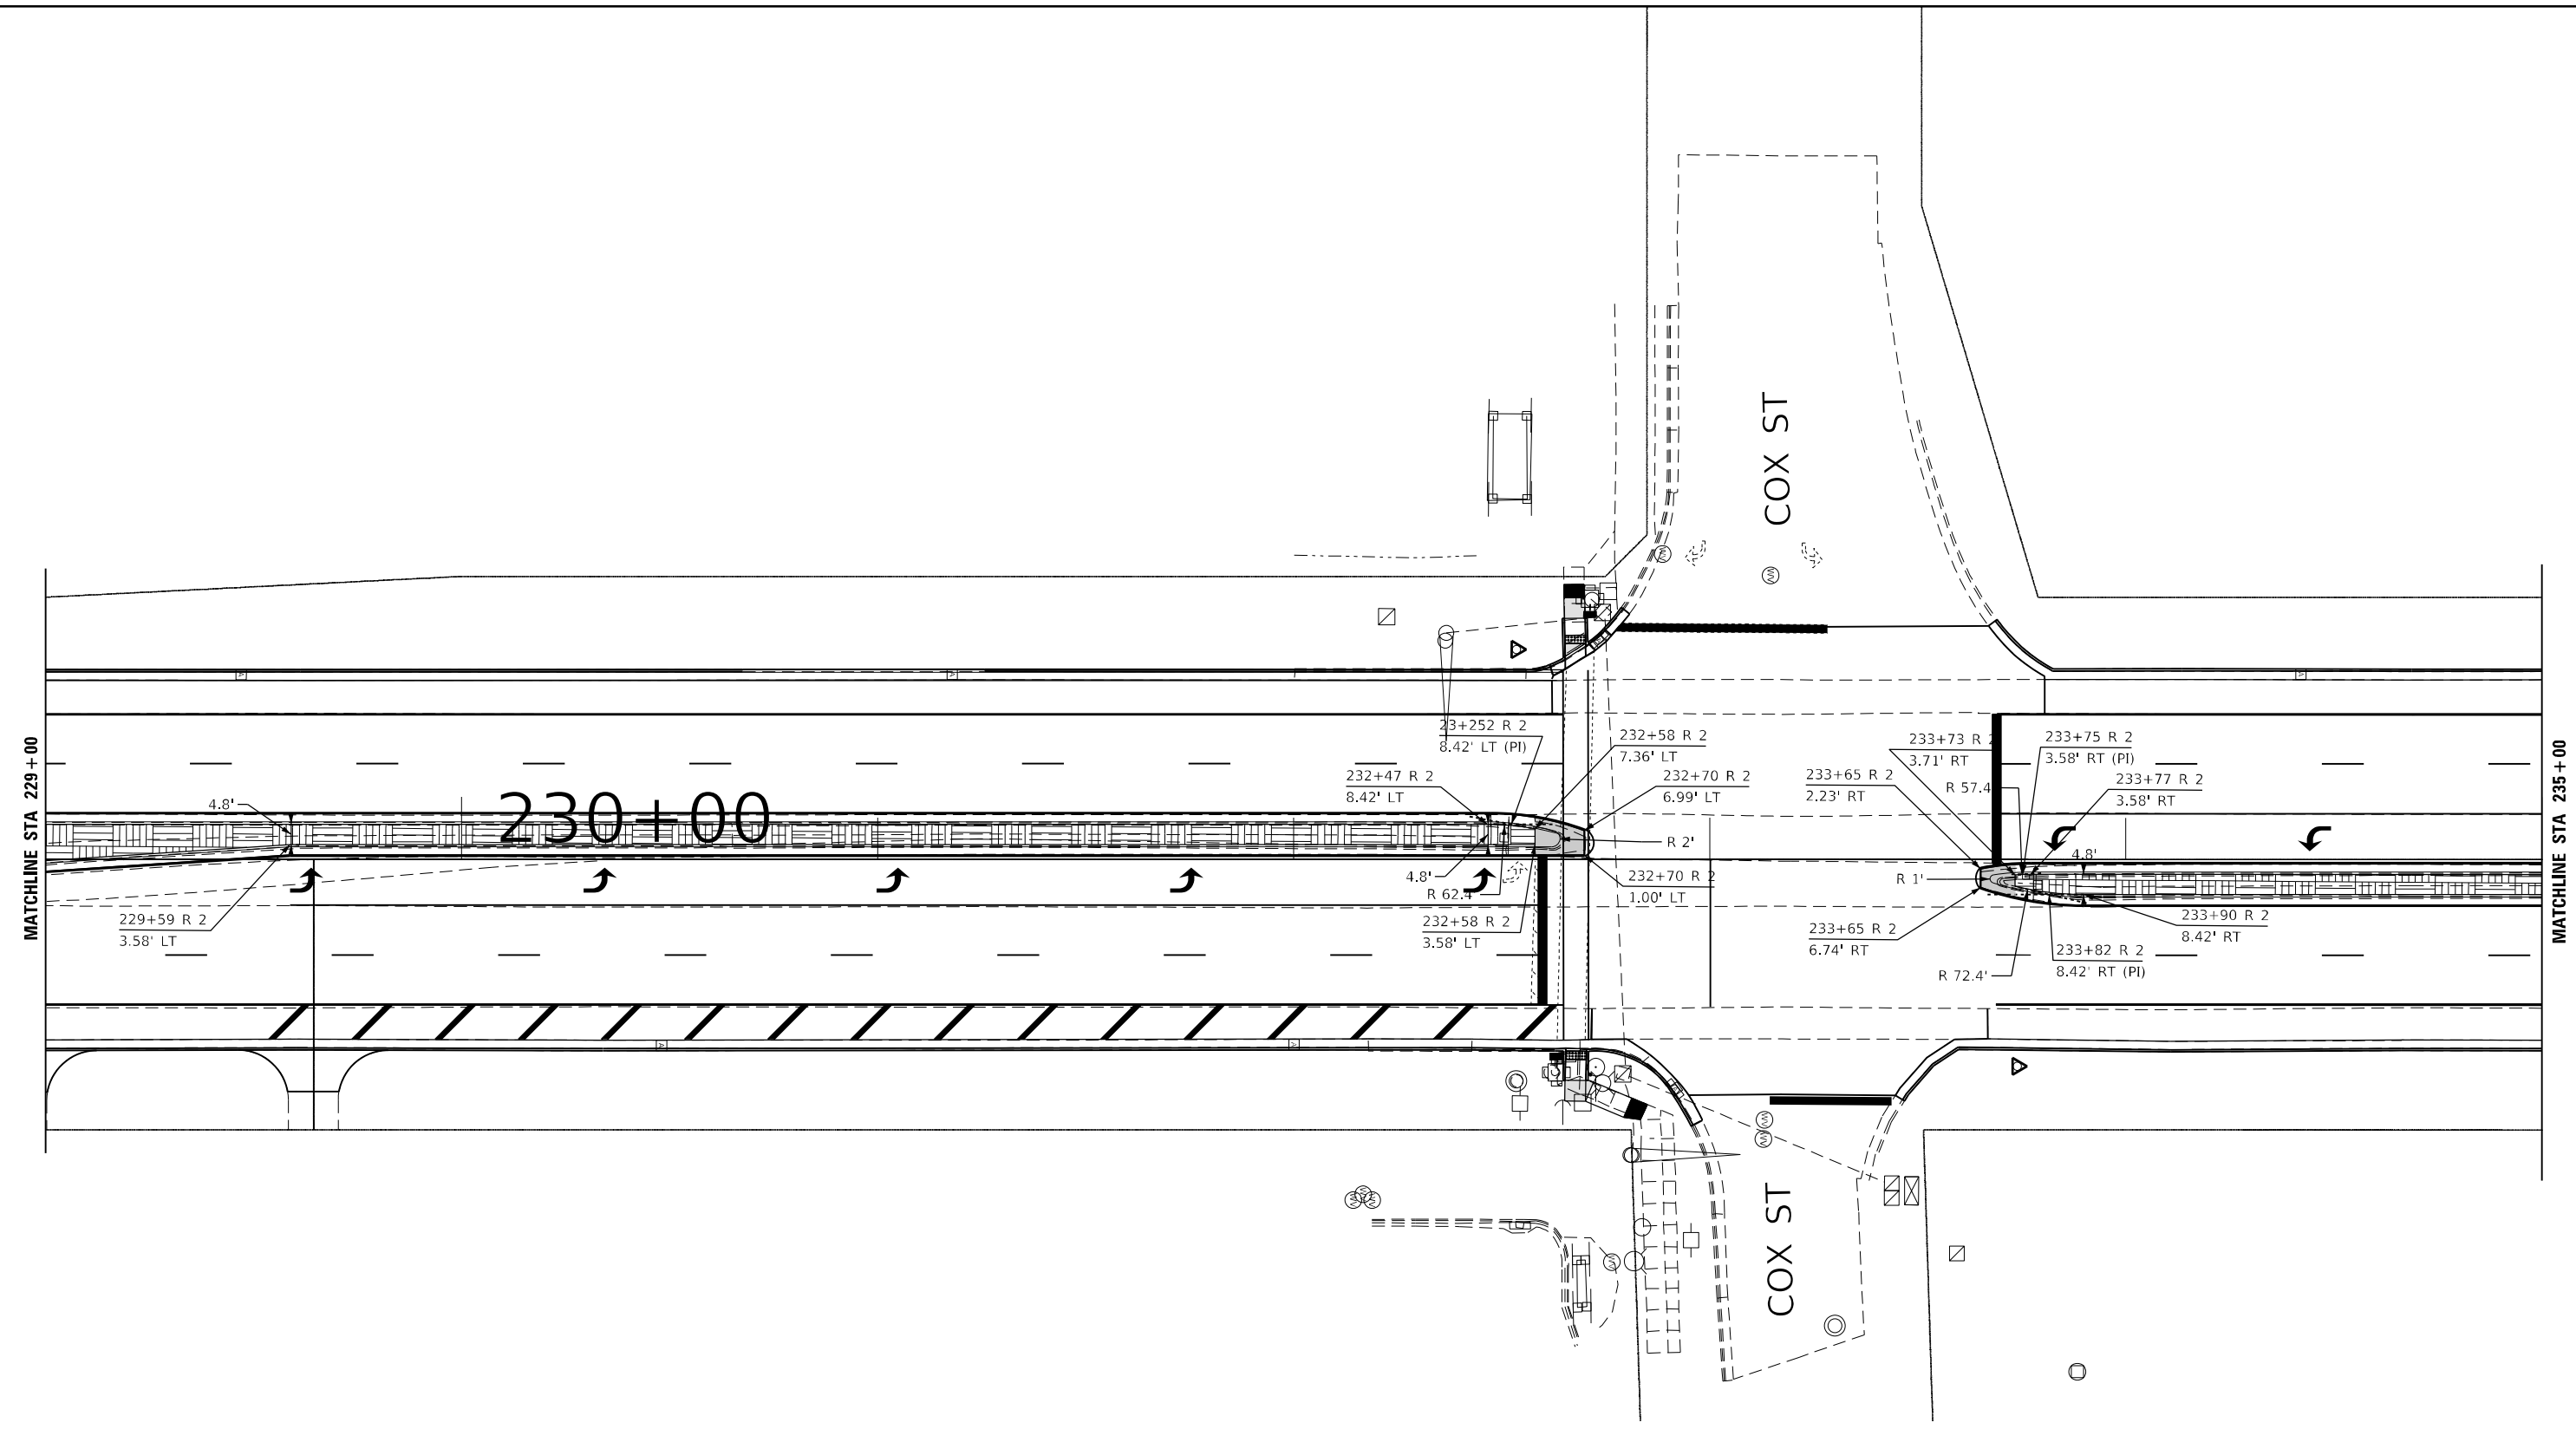 COX ST
MATCHLINE STA 229+00
MATCHLINE STA 235+00
230+00
4.8'
229+59 R 2
3.58' LT
23+252 R 2
8.42' LT (PI)
232+47 R 2
8.42' LT
232+58 R 2
7.36' LT
232+70 R 2
6.99' LT
R 2'
4.8'
R 62.4'
232+58 R 2
3.58' LT
232+70 R 2
1.00' LT
233+73 R 2
3.71' RT
233+65 R 2
2.23' RT
R 57.4'
233+75 R 2
3.58' RT (PI)
233+77 R 2
3.58' RT
4.8'
R 1'
233+65 R 2
6.74' RT
R 72.4'
233+82 R 2
8.42' RT (PI)
233+90 R 2
8.42' RT
COX ST